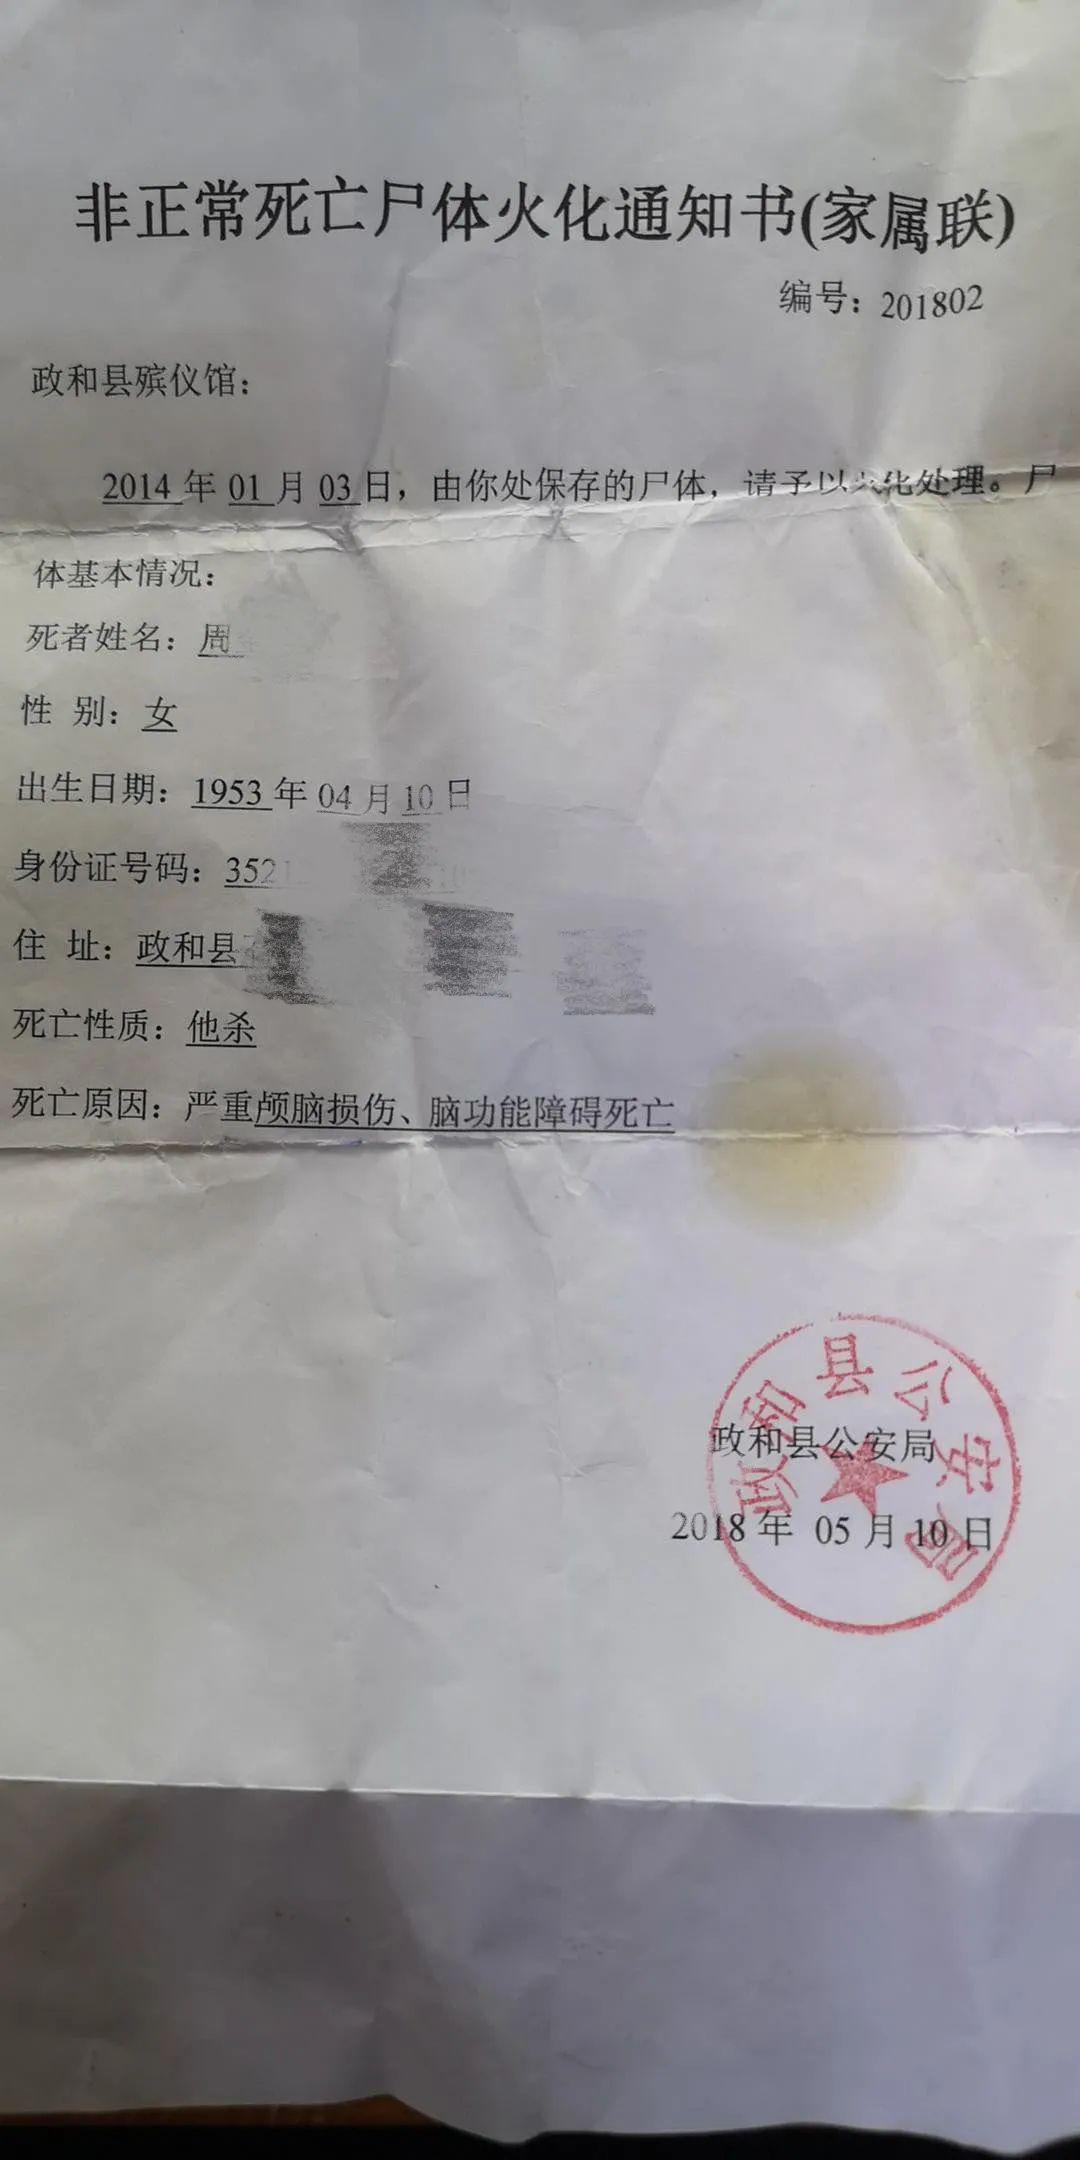 非正常死亡尸体火化通知书(家属联)
编号：201802
政和县殡仪馆：
2014年01月03日，由你处保存的尸体，请予以火化处理。尸
体基本情况：
死者姓名：周
性 别：女
出生日期：1953年04月10日
身份证号码：352
住 址：政和县
死亡性质：他杀
死亡原因：严重颅脑损伤、脑功能障碍死亡
政和县公安局
政和县公安局
2018年 05月10日